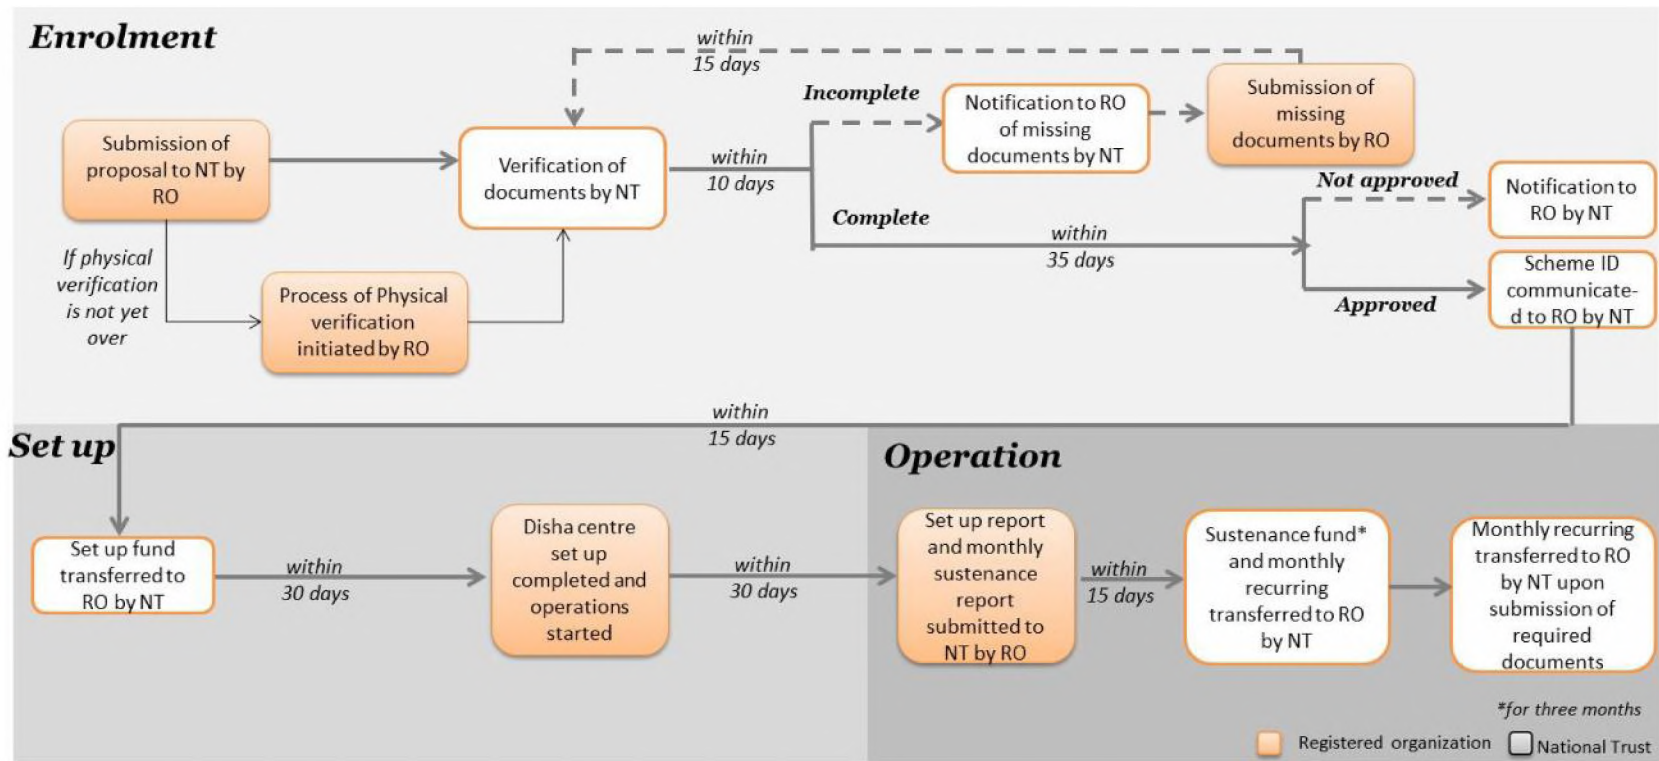 Enrolment
within
15 days
Incomplete
Notification to RO
of missing
documents by NT
Submission of
missing
documents by RO
Submission of
proposal to NT by
RO
Verification of
documents by NT
within
10 days
Not approved
Notification to
RO by NT
Complete
within
35 days
If physical
verification
is not yet
over
Process of Physical
verification
initiated by RO
Approved
Scheme ID
communicate-
d to RO by NT
within
15 days
Set up
Set up fund
transferred to
RO by NT
within
30 days
Disha centre
set up
completed and
operations
started
within
30 days
Operation
Set up report
and monthly
sustenance
report
submitted to
NT by RO
within
15 days
Sustenance fund*
and monthly
recurring
transferred to RO
by NT
Monthly recurring
transferred to RO
by NT upon
submission of
required
documents
*for three months
Registered organization
National Trust